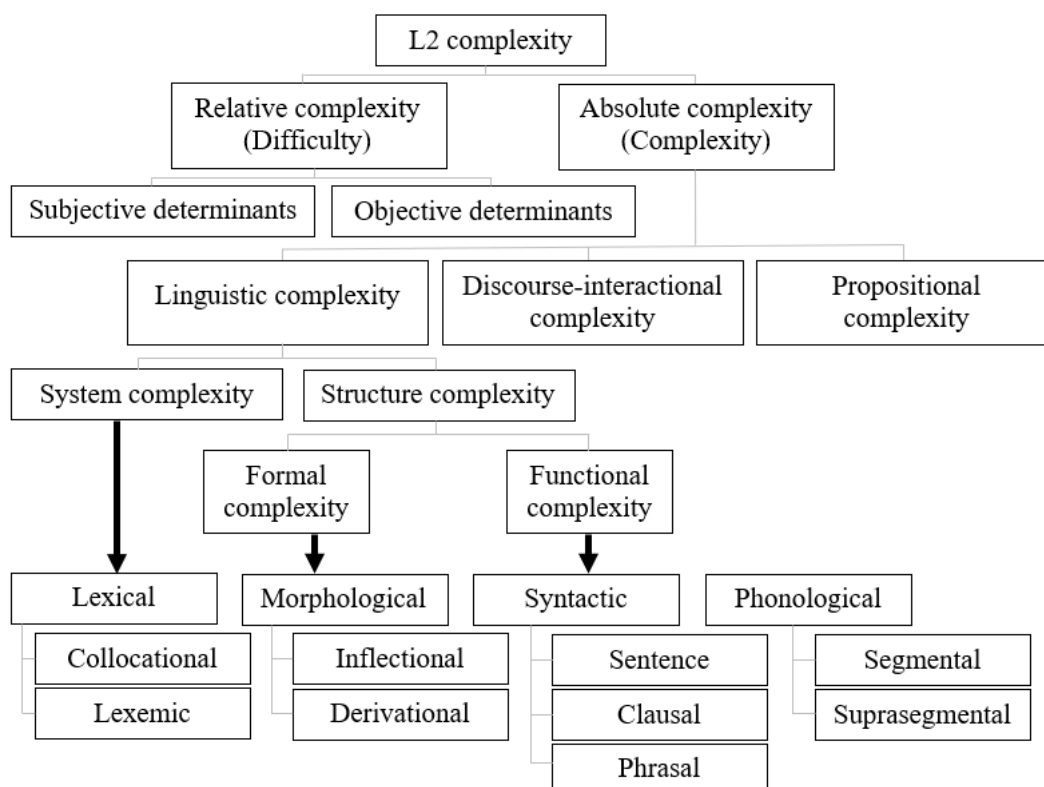 L2 complexity
Relative complexity
(Difficulty)
Absolute complexity
(Complexity)
Subjective determinants
Objective determinants
Linguistic complexity
Discourse-interactional
complexity
Propositional
complexity
System complexity
Structure complexity
Formal
complexity
Functional
complexity
Lexical
Morphological
Syntactic
Phonological
Collocational
Lexemic
Inflectional
Derivational
Sentence
Clausal
Phrasal
Segmental
Suprasegmental